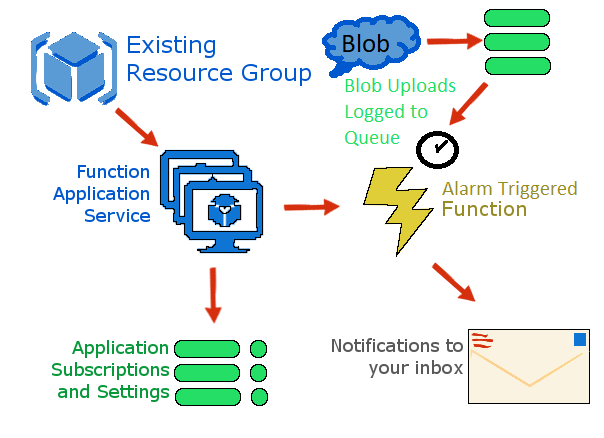 Existing
Resource Group
Blob
Blob Uploads
Logged to
Queue
Function
Application
Service
Alarm Triggered
Function
Application
Subscriptions
and Settings
Notifications to
your inbox